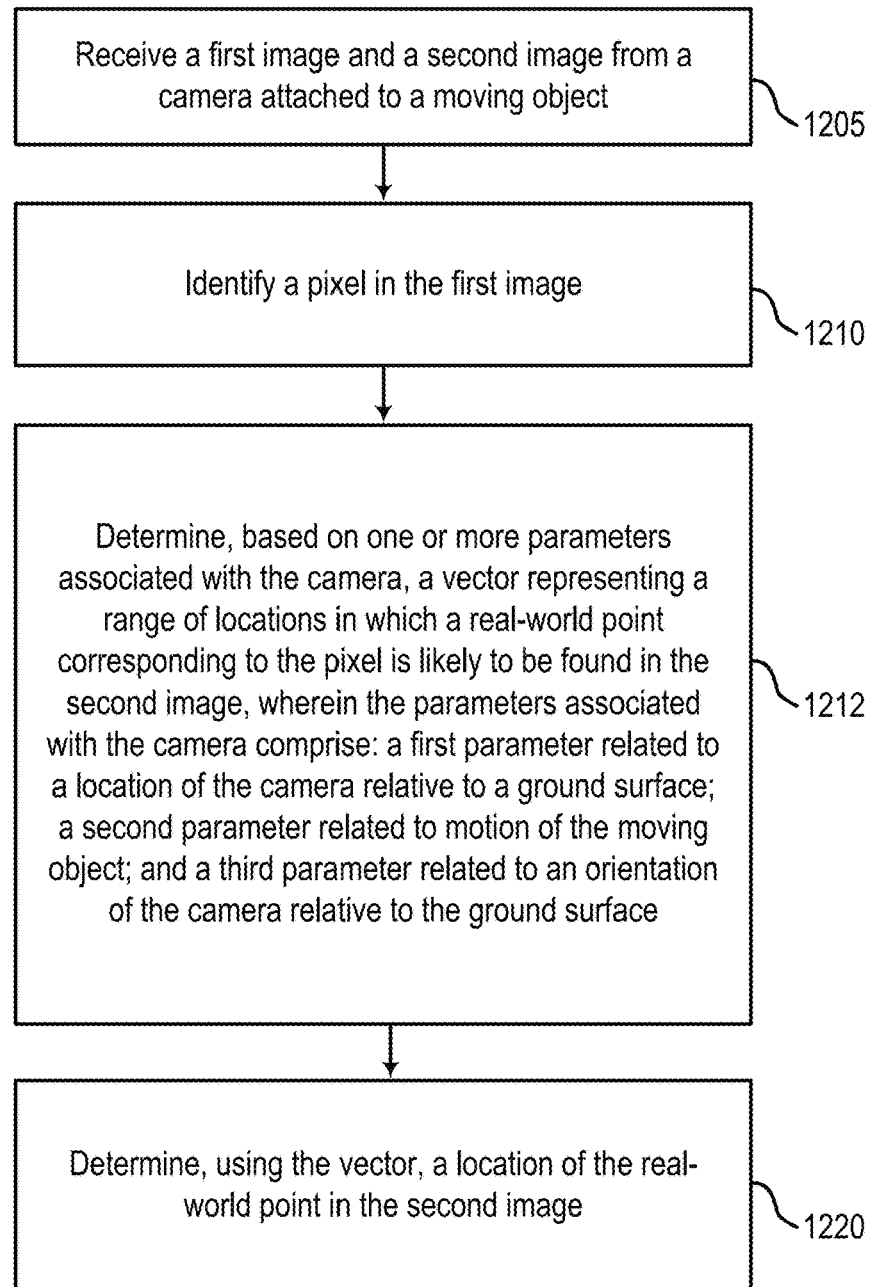 Receive a first image and a second image from a
camera attached to a moving object
1205
Identify a pixel in the first image
1210
Determine, based on one or more parameters
associated with the camera, a vector representing a
range of locations in which a real-world point
corresponding to the pixel is likely to be found in the
second image, wherein the parameters associated
with the camera comprise: a first parameter related to
a location of the camera relative to a ground surface;
a second parameter related to motion of the moving
object; and a third parameter related to an orientation
of the camera relative to the ground surface
1212
Determine, using the vector, a location of the real-
world point in the second image
1220